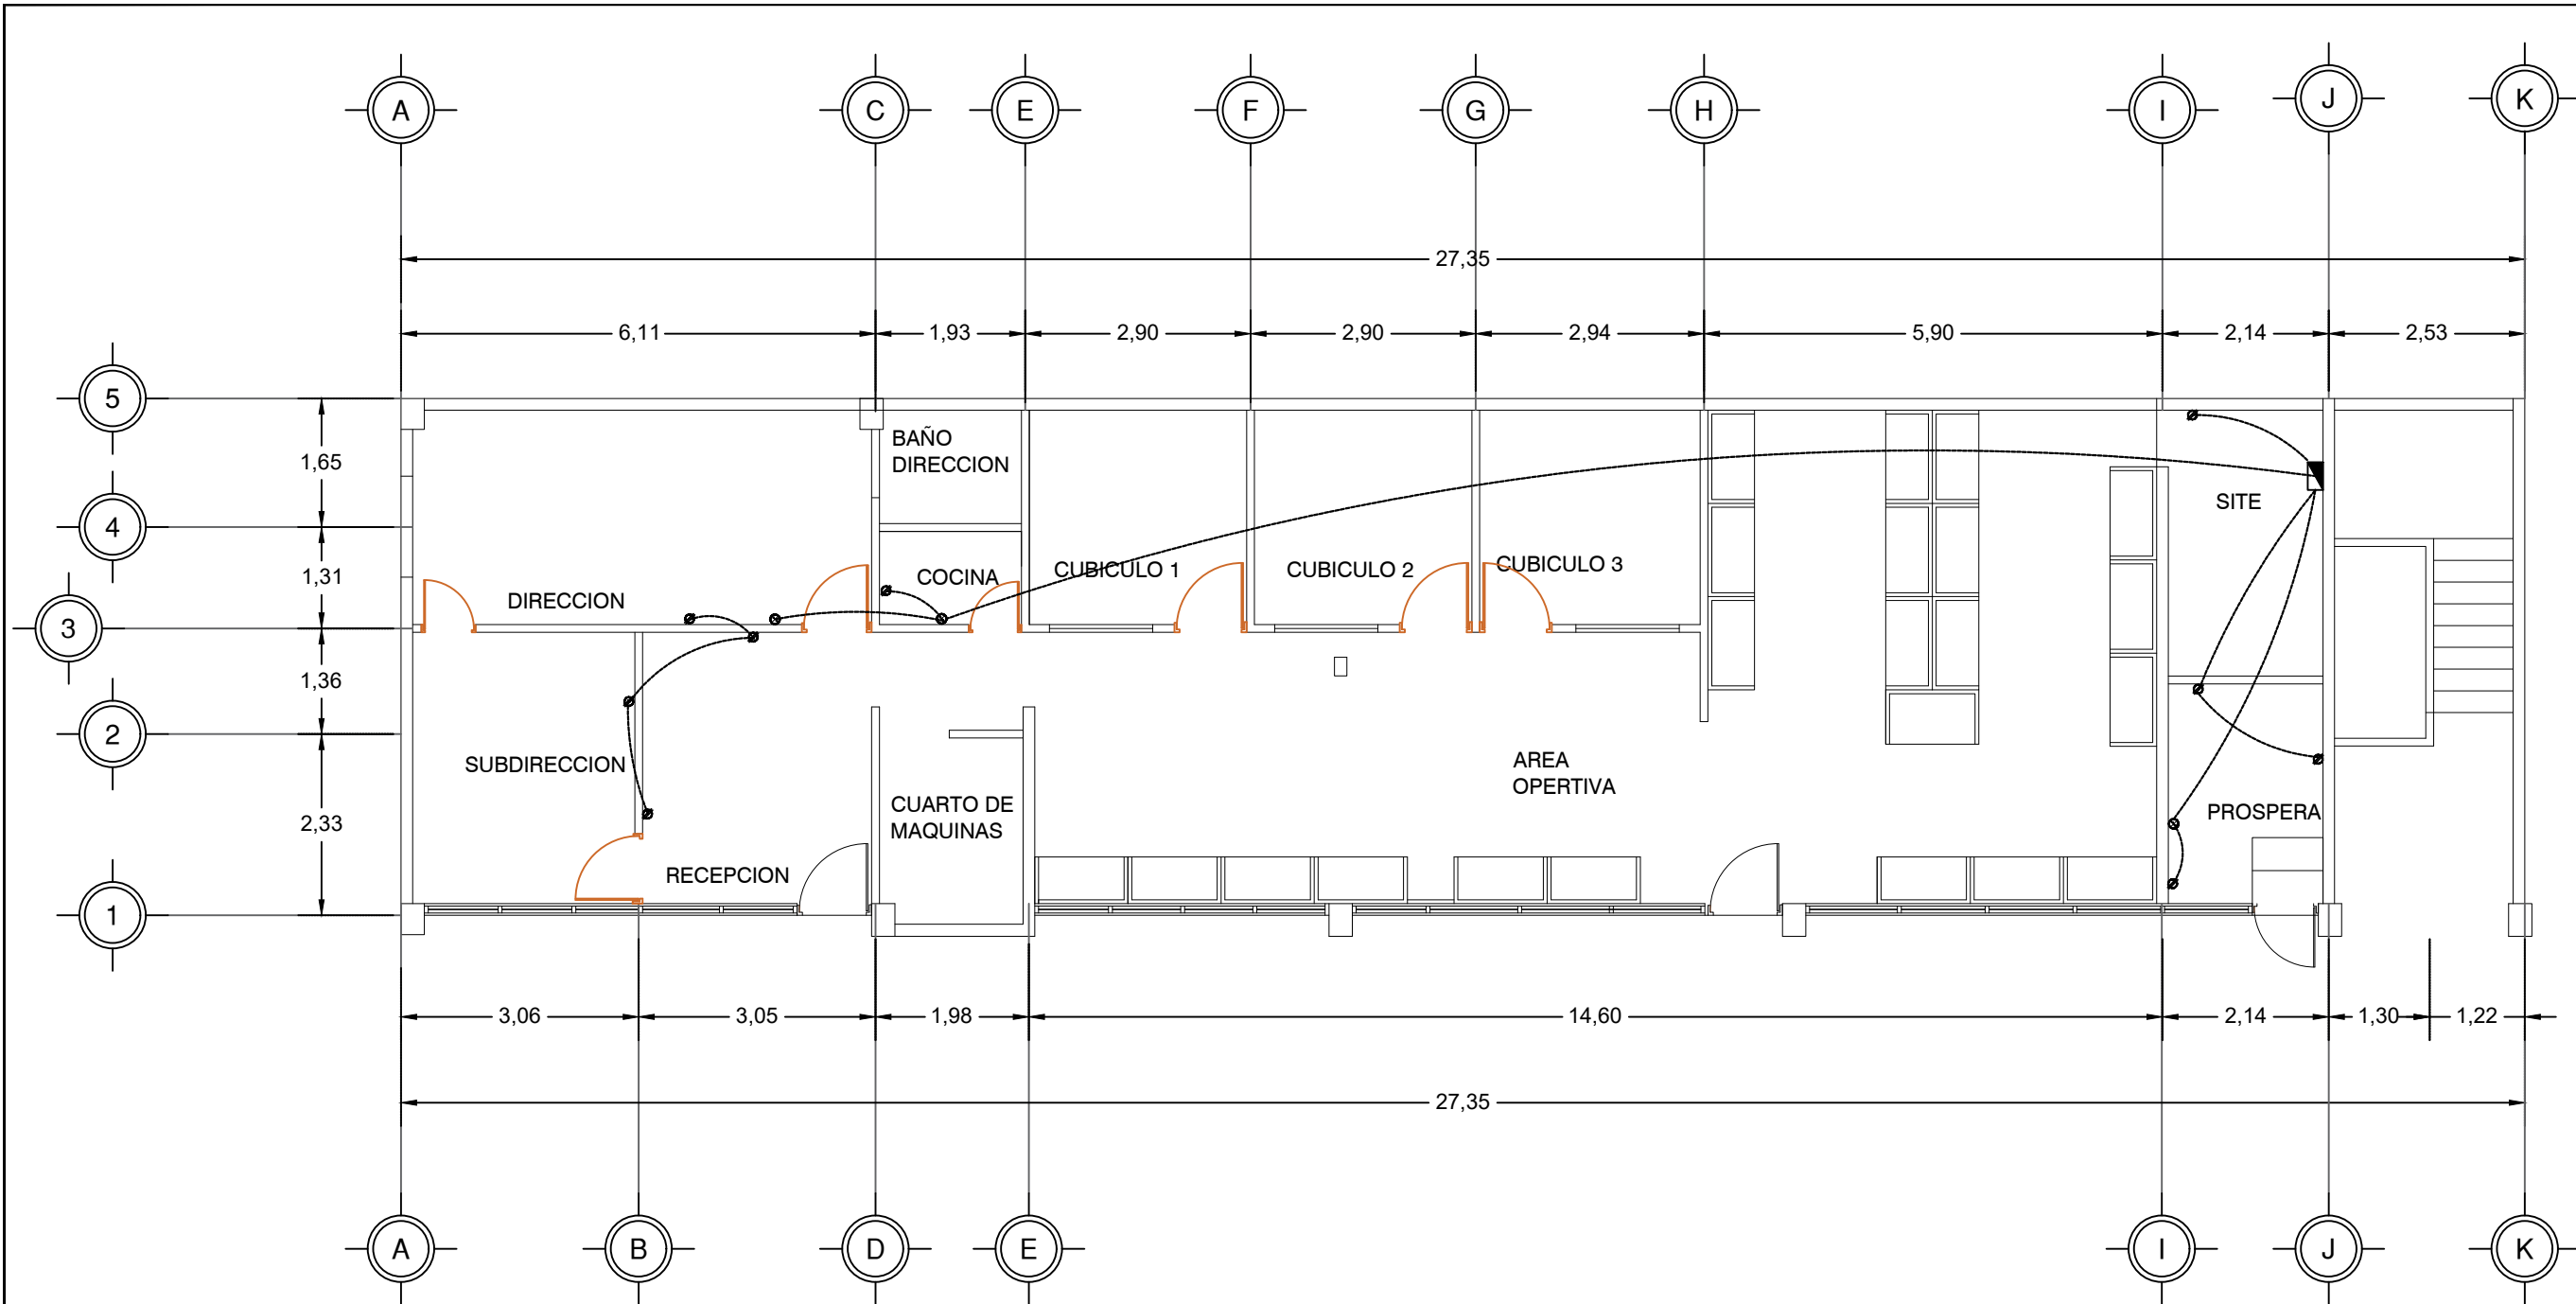 A C E F G H I J K
27,35
6,11 1,93 2,90 2,90 2,94 5,90 2,14 2,53
5
1,65
4
1,31
3
1,36
2
2,33
1
BAÑO
DIRECCION
SITE
COCINA
CUBICULO 1
CUBICULO 2
CUBICULO 3
DIRECCION
SUBDIRECCION
AREA
OPERTIVA
CUARTO DE
MAQUINAS
PROSPERA
RECEPCION
3,06 3,05 1,98 14,60 2,14 1,30 1,22
27,35
A B D E I J K